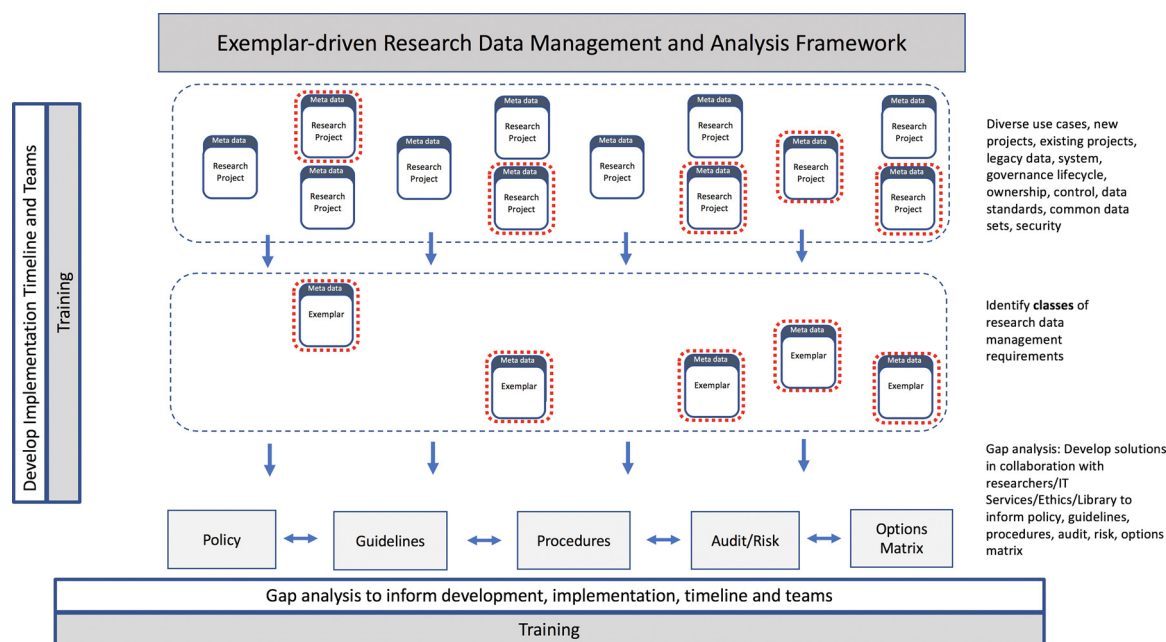 Exemplar-driven Research Data Management and Analysis Framework
Develop Implementation Timeline and Teams
Training
Meta data
Research
Project
Meta data
Research
Project
Meta data
Research
Project
Meta data
Research
Project
Meta data
Research
Project
Meta data
Research
Project
Meta data
Research
Project
Meta data
Research
Project
Meta data
Research
Project
Meta data
Research
Project
Meta data
Research
Project
Meta data
Research
Project
Diverse use cases, new
projects, existing projects,
legacy data, system,
governance lifecycle,
ownership, control, data
standards, common data
sets, security
Meta data
Exemplar
Meta data
Exemplar
Meta data
Exemplar
Meta data
Exemplar
Meta data
Exemplar
Identify classes of
research data
management
requirements
Gap analysis: Develop solutions
in collaboration with
researchers/IT
Services/Ethics/Library to
inform policy, guidelines,
procedures, audit, risk, options
matrix
Policy
Guidelines
Procedures
Audit/Risk
Options
Matrix
Gap analysis to inform development, implementation, timeline and teams
Training